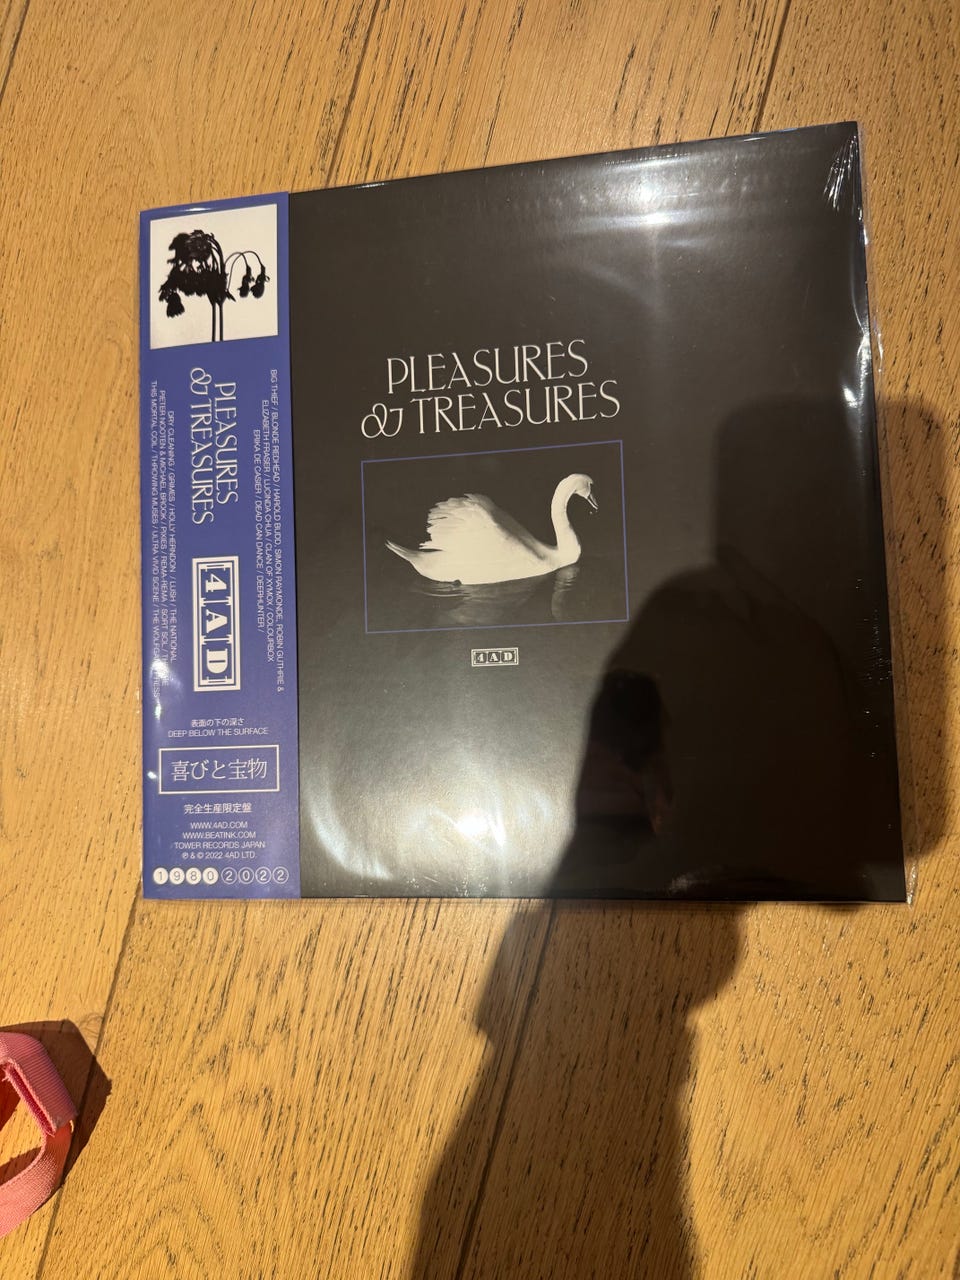 PLEASURES
& TREASURES
4AD
PLEASURES
& TREASURES
BIG THIEF / BLONDE REDHEAD / HAROLD BUDD, SIMON RAYMONDE, ROBIN GUTHRIE &
ELIZABETH FRASER / LUCINDA CHUA / CLAN OF XYMOX / COLOURBOX
ERIKA DE CASIER / DEAD CAN DANCE / DEERHUNTER /
DRY CLEANING / GRIMES / HOLLY HERNDON / LUSH / THE NATIONAL
PIETER NOOTEN & MICHAEL BROOK / PIXIES / REMA-REMA / SORT SOL /
THIS MORTAL COIL / THROWING MUSES / ULTRA VIVID SCENE / THE WOLFGANG PRESS
4AD
表面の下の深さ
DEEP BELOW THE SURFACE
喜びと宝物
完全生産限定盤
WWW.4AD.COM
WWW.BEATINK.COM
TOWER RECORDS JAPAN
℗ & © 2022 4AD LTD.
1980 2022